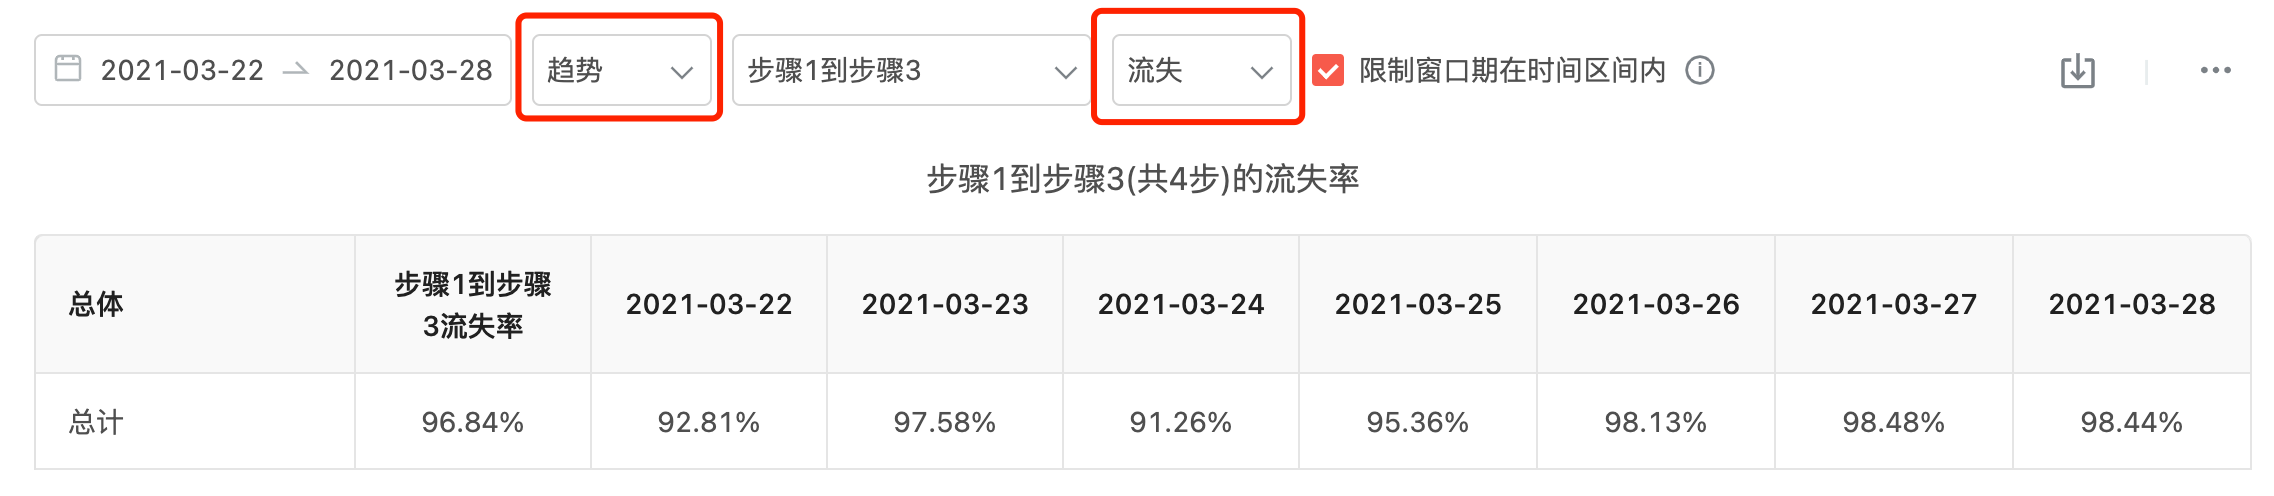 2021-03-22 → 2021-03-28 趋势 步骤1到步骤3 流失 限制窗口期在时间区间内
步骤1到步骤3(共4步)的流失率
总体 步骤1到步骤 2021-03-22 2021-03-23 2021-03-24 2021-03-25 2021-03-26 2021-03-27 2021-03-28
3流失率
总计 96.84% 92.81% 97.58% 91.26% 95.36% 98.13% 98.48% 98.44%